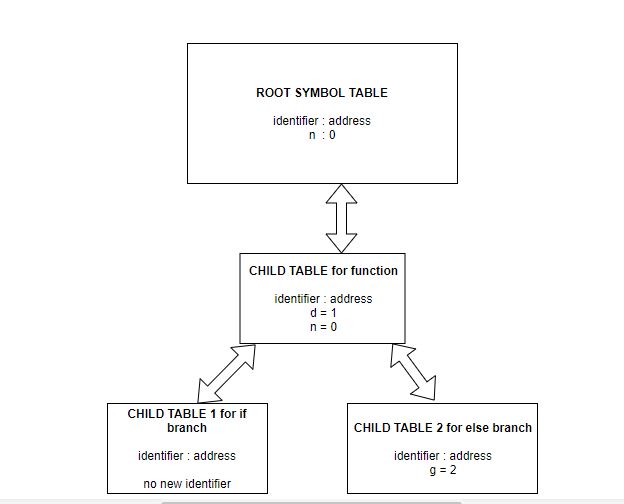 ROOT SYMBOL TABLE
identifier : address
n : 0
CHILD TABLE for function
identifier : address
d = 1
n = 0
CHILD TABLE 1 for if
branch
identifier : address
no new identifier
CHILD TABLE 2 for else branch
identifier : address
g = 2